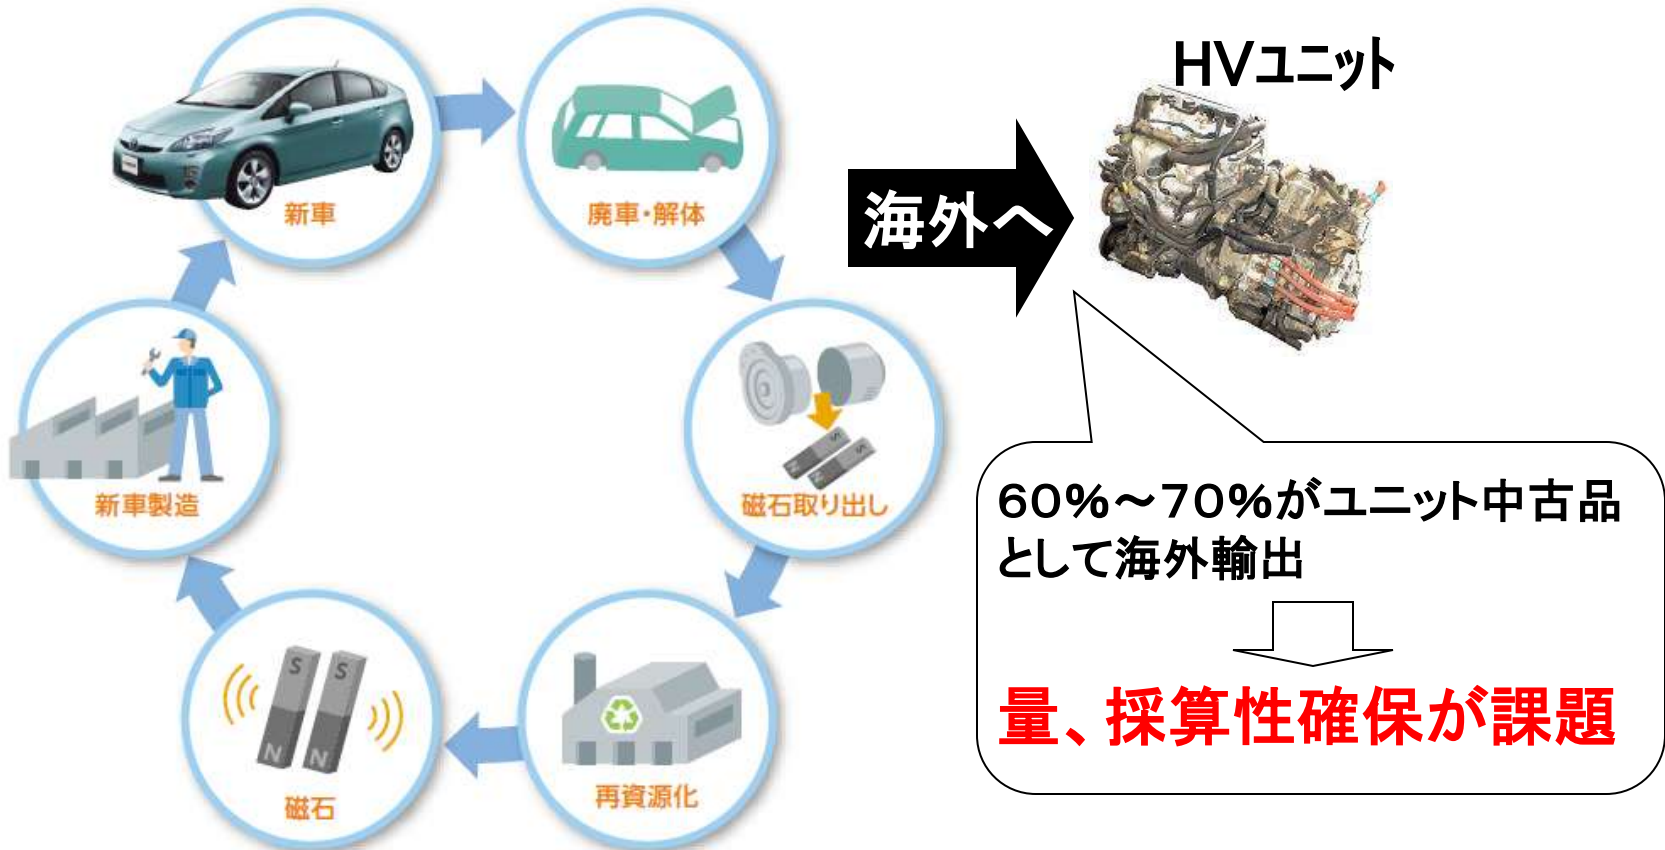 新車
廃車・解体
磁石取り出し
再資源化
磁石
新車製造
S
N
S
N
S
S
N
N
海外へ
HVユニット
60%～70%がユニット中古品
として海外輸出
量、採算性確保が課題